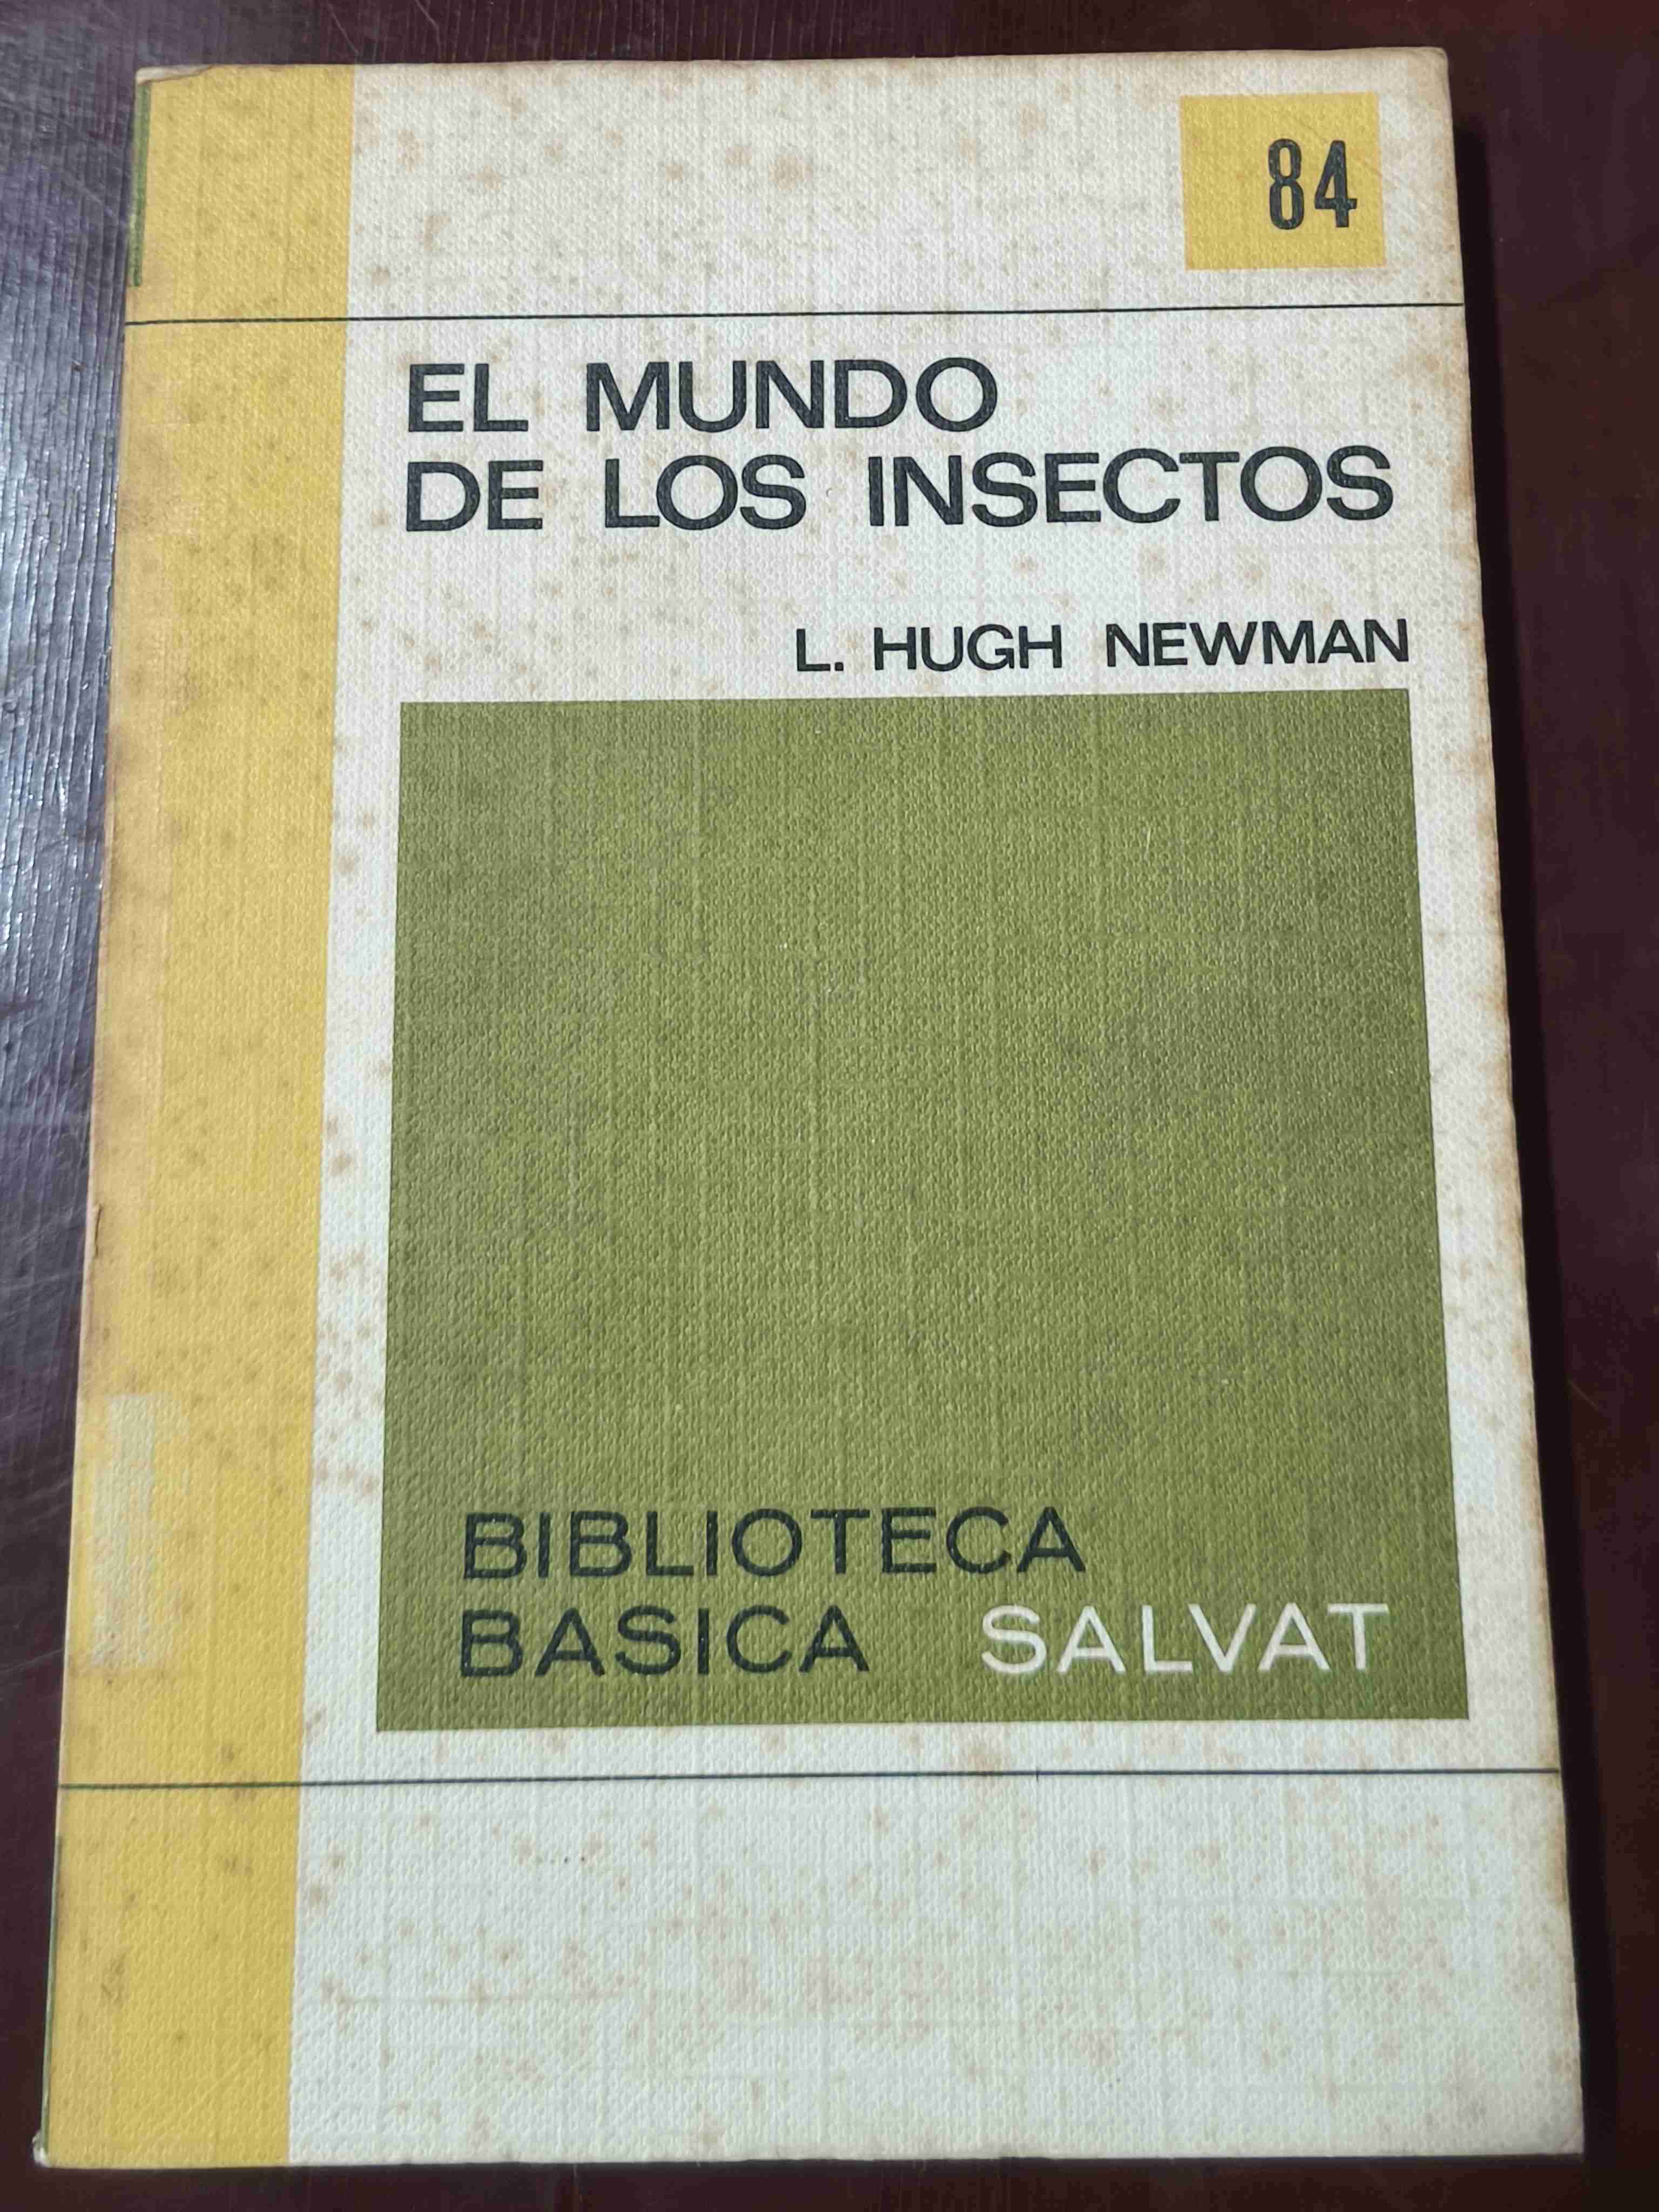 84
EL MUNDO
DE LOS INSECTOS
L. HUGH NEWMAN
BIBLIOTECA
BASICA SALVAT